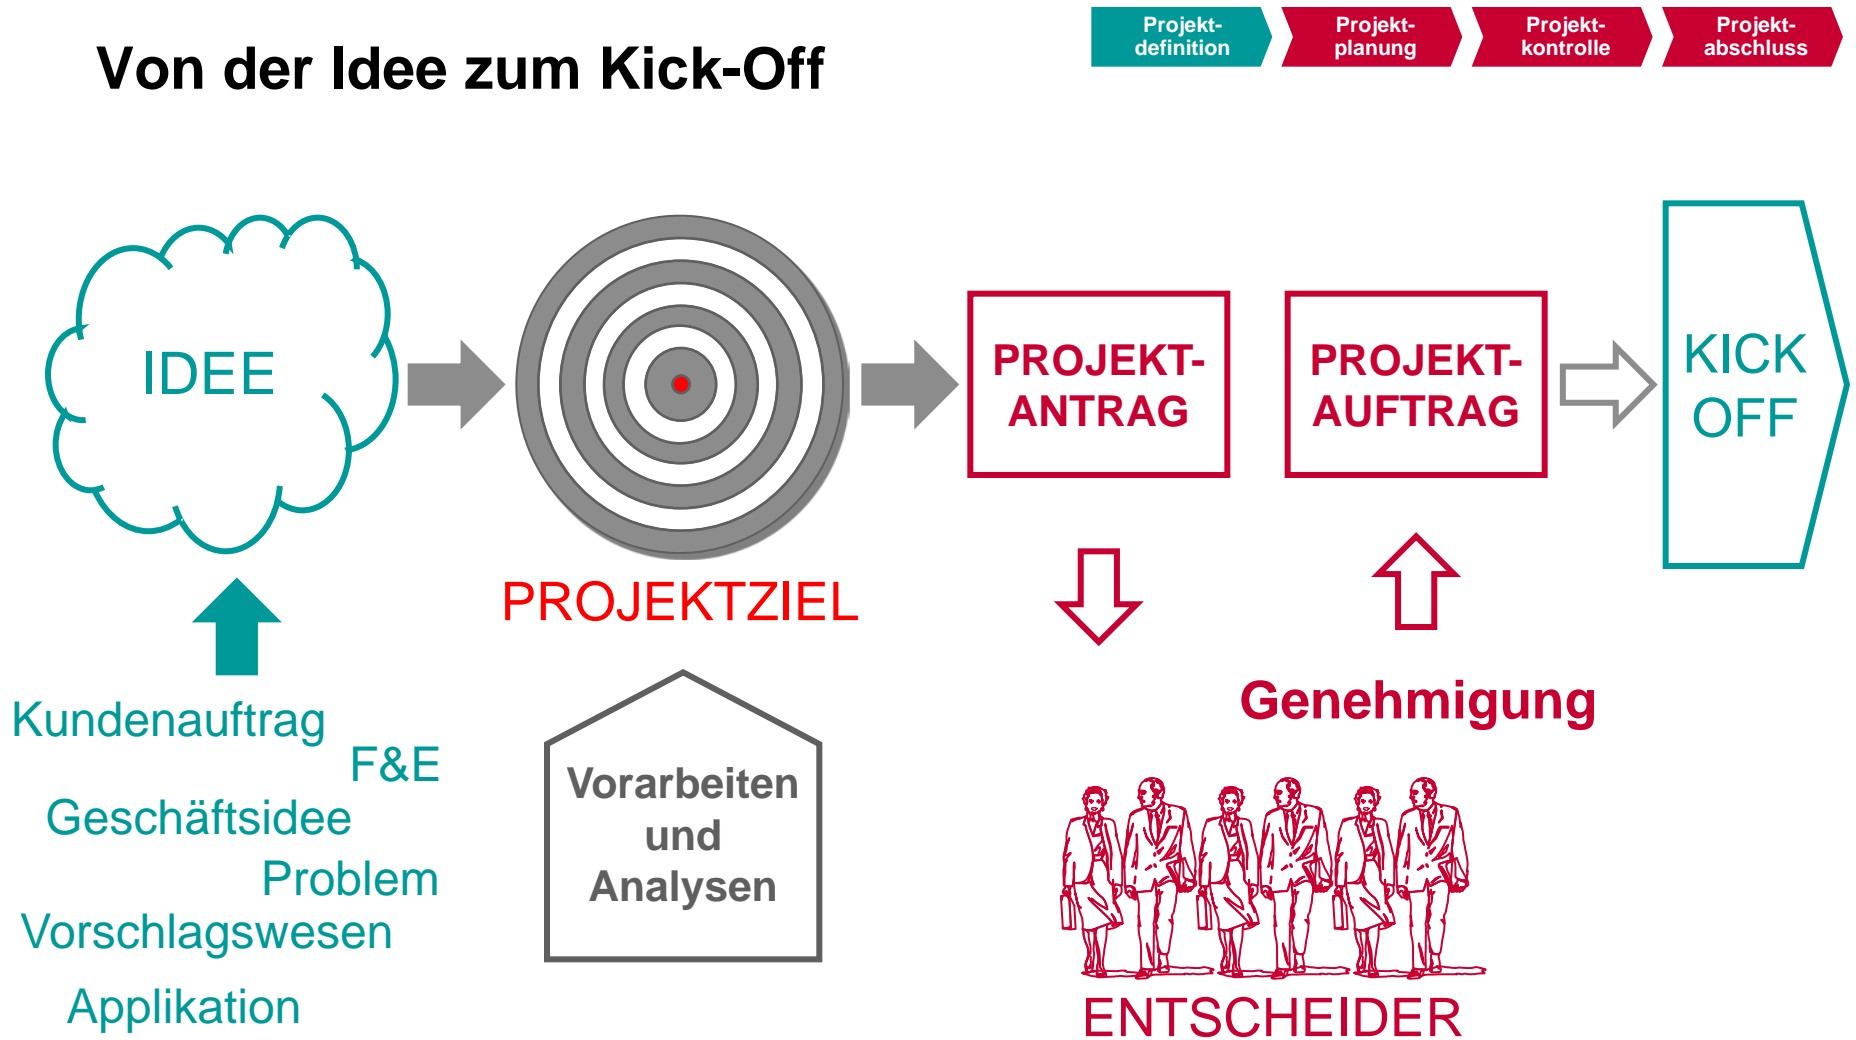 Von der Idee zum Kick-Off
Projekt-
definition
Projekt-
planung
Projekt-
kontrolle
Projekt-
abschluss
IDEE
PROJEKTZIEL
PROJEKT-
ANTRAG
PROJEKT-
AUFTRAG
KICK
OFF
Kundenauftrag
F&E
Geschäftsidee
Problem
Vorschlagswesen
Applikation
Vorarbeiten
und
Analysen
Genehmigung
ENTSCHEIDER